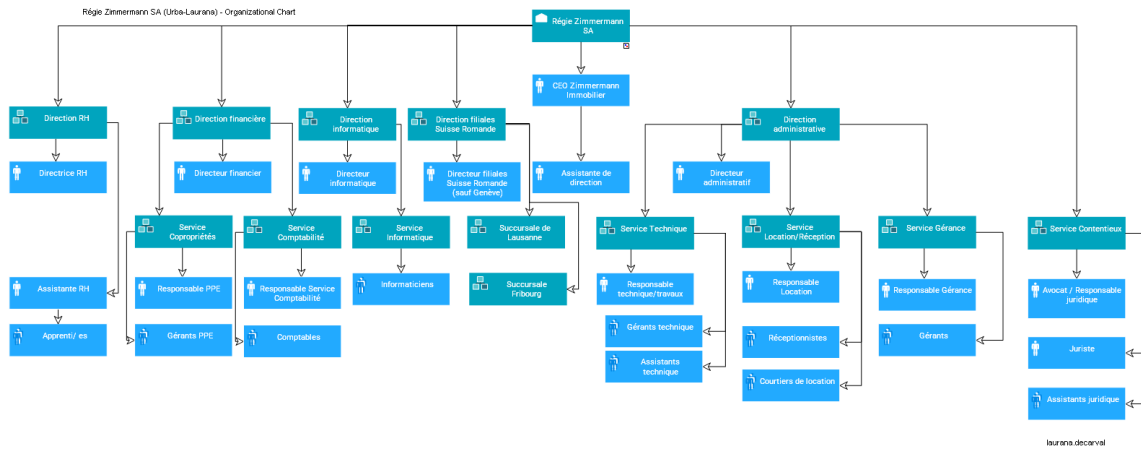 Régie Zimmermann SA (Urba-Laurana) - Organizational Chart
Régie Zimmermann
SA
CEO Zimmermann
Immobilier
Direction RH
Direction financière
Direction
informatique
Direction filiales
Suisse Romande
Direction
administrative
Directrice RH
Directeur financier
Directeur
informatique
Directeur filiales
Suisse Romande
(sauf Genève)
Assistante de
direction
Directeur
administratif
Service
Copropriétés
Service
Comptabilité
Service
Informatique
Succursale de
Lausanne
Service Technique
Service
Location/Réception
Service Gérance
Service Contentieux
Assistante RH
Responsable PPE
Responsable Service
Comptabilité
Informaticiens
Succursale
Fribourg
Responsable
technique/travaux
Responsable
Location
Responsable Gérance
Avocat / Responsable
juridique
Apprenti/ es
Gérants PPE
Comptables
Gérants technique
Réceptionnistes
Gérants
Juriste
Assistants
technique
Courtiers de location
Assistants juridique
laurana.decarval